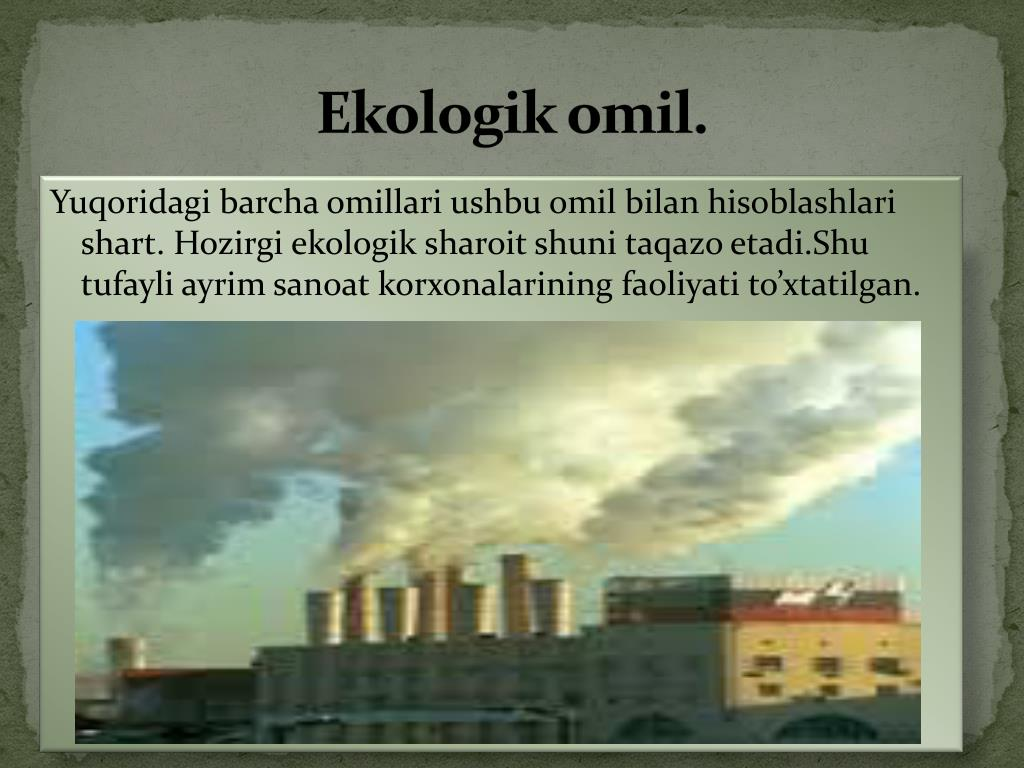 Ekologik omil.
Yuqoridagi barcha omillari ushbu omil bilan hisoblashlari
shart. Hozirgi ekologik sharoit shuni taqazo etadi.Shu
tufayli ayrim sanoat korxonalarining faoliyati to’xtatilgan.